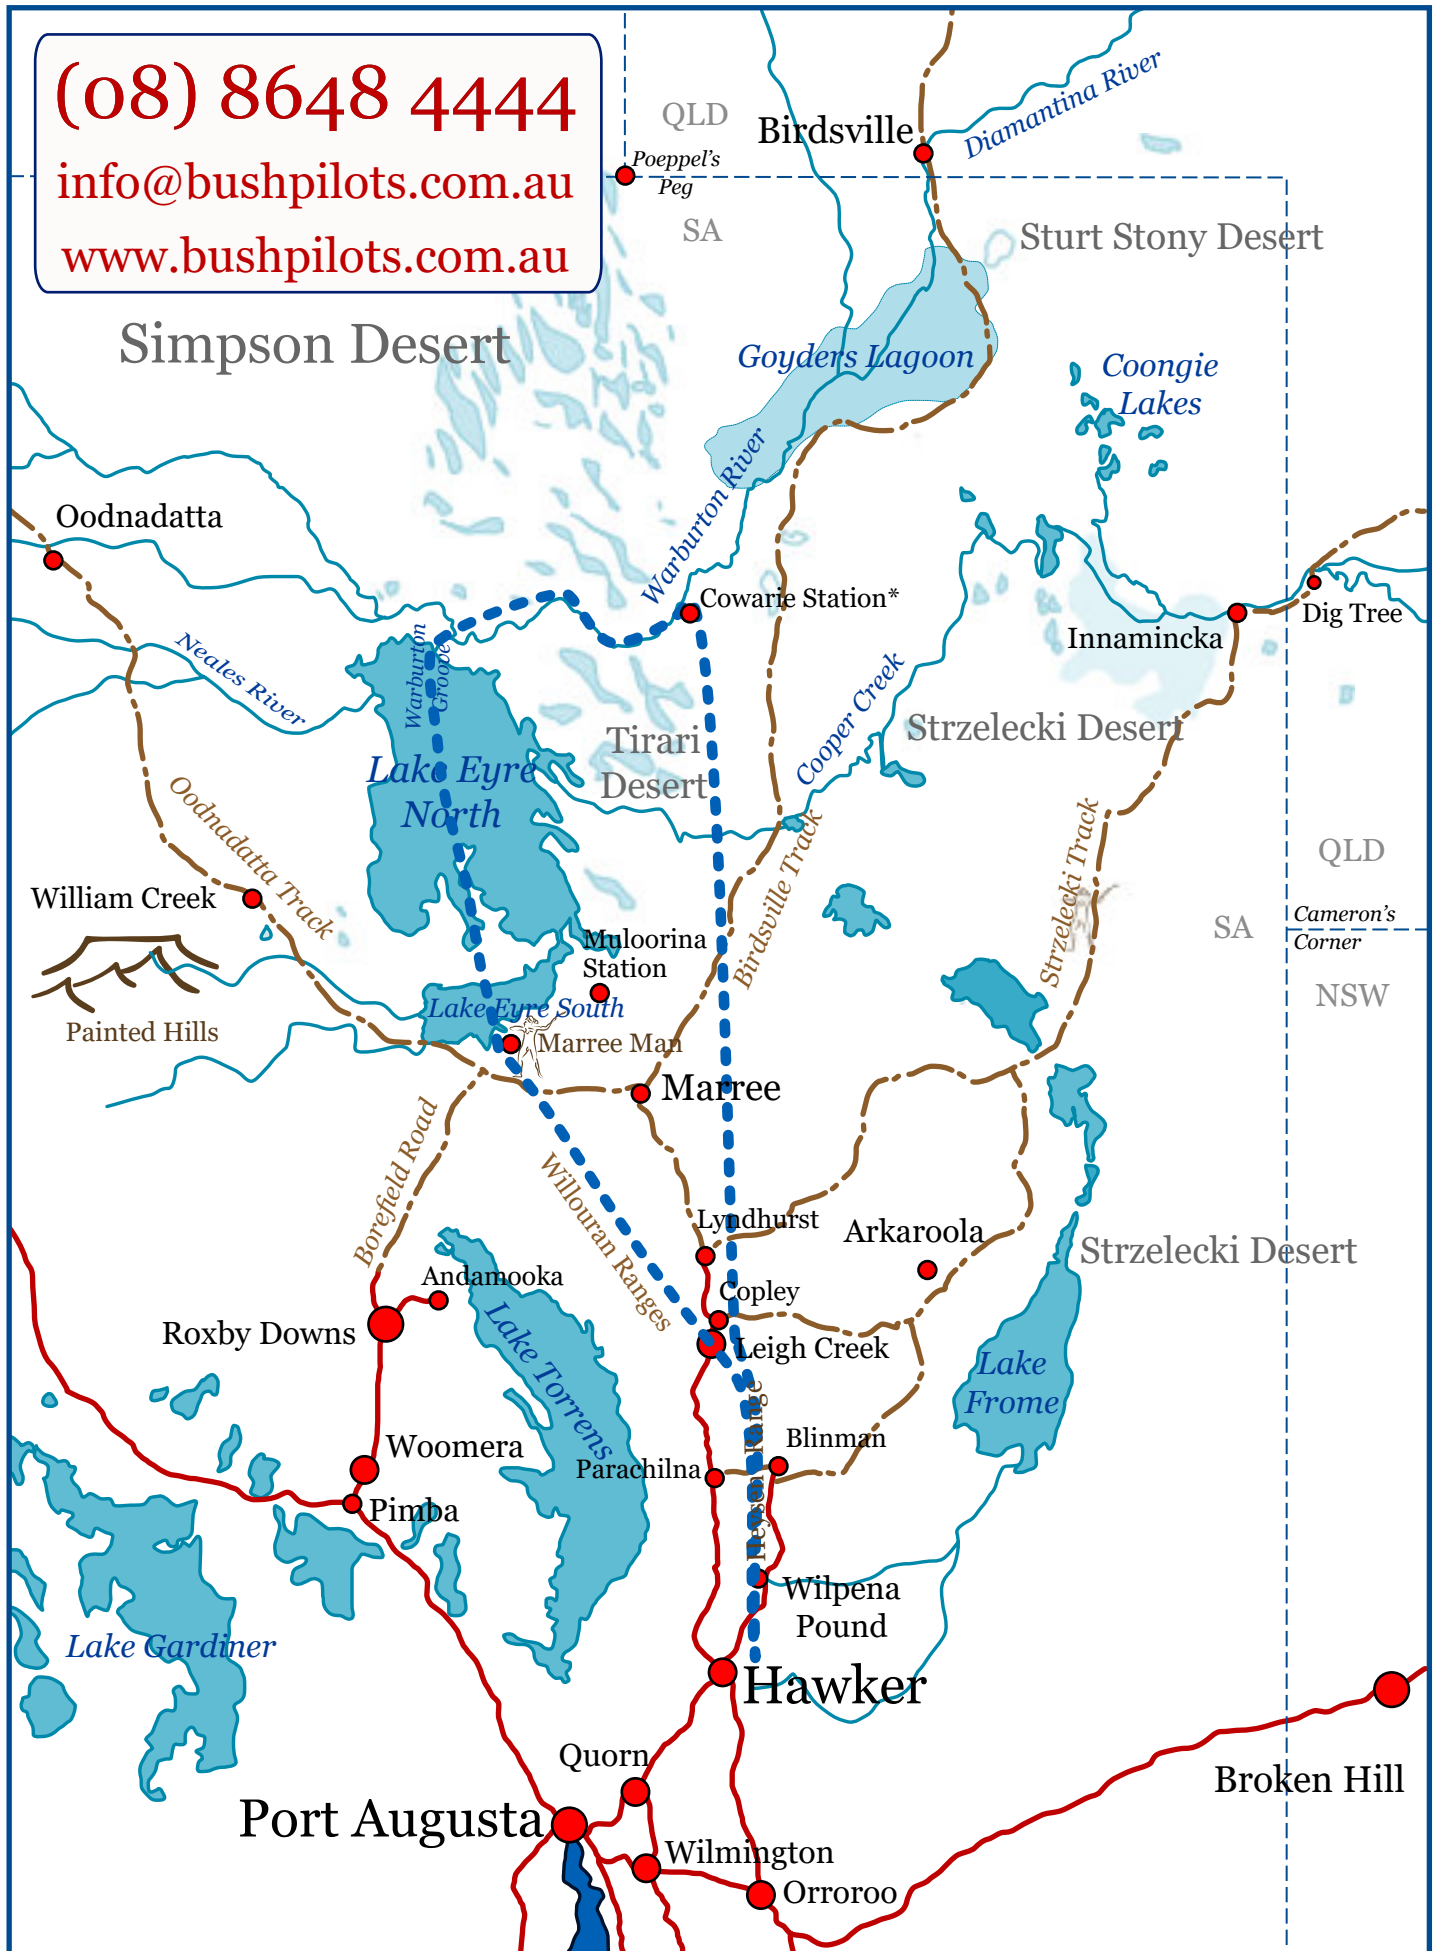 (08) 8648 4444
info@bushpilots.com.au
www.bushpilots.com.au
QLD
Birdsville
Diamantina River
Poeppel's
Peg
SA
Sturt Stony Desert
Simpson Desert
Goyders Lagoon
Coongie
Lakes
Warburton River
Oodnadatta
Cowarie Station*
Dig Tree
Innamincka
Neales River
Warburton
Groove
Cooper Creek
Strzelecki Desert
Tirari
Desert
Lake Eyre
North
Oodnadatta Track
Birdsville Track
Strzelecki Track
QLD
William Creek
Cameron's
Corner
SA
NSW
Muloorina
Station
Lake Eyre South
Painted Hills
Marree Man
Marree
Borefield Road
Willouran Ranges
Lyndhurst
Arkaroola
Strzelecki Desert
Andamooka
Copley
Roxby Downs
Leigh Creek
Lake Torrens
Lake
Frome
Heysen Range
Blinman
Woomera
Parachilna
Pimba
Wilpena
Pound
Lake Gardiner
Hawker
Quorn
Broken Hill
Port Augusta
Wilmington
Orroroo